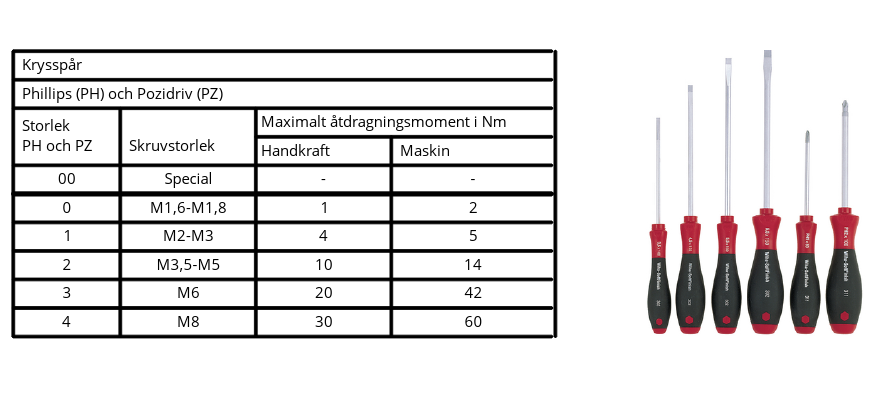 Krysspår
Phillips (PH) och Pozidriv (PZ)
Storlek
PH och PZ
Skruvstorlek
Maximalt åtdragningsmoment i Nm
Handkraft Maskin
00 Special - -
0 M1,6-M1,8 1 2
1 M2-M3 4 5
2 M3,5-M5 10 14
3 M6 20 42
4 M8 30 60